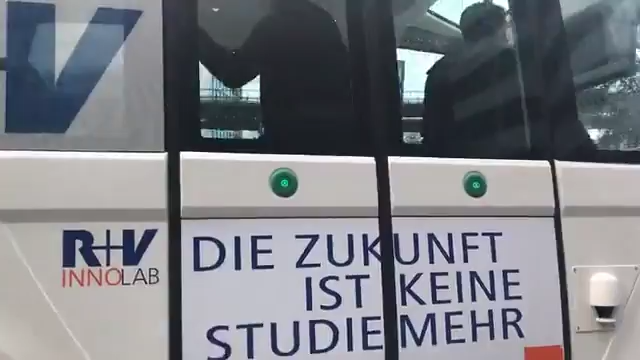 R+V
INNOLAB
DIE ZUKUNFT
IST KEINE
STUDIE MEHR